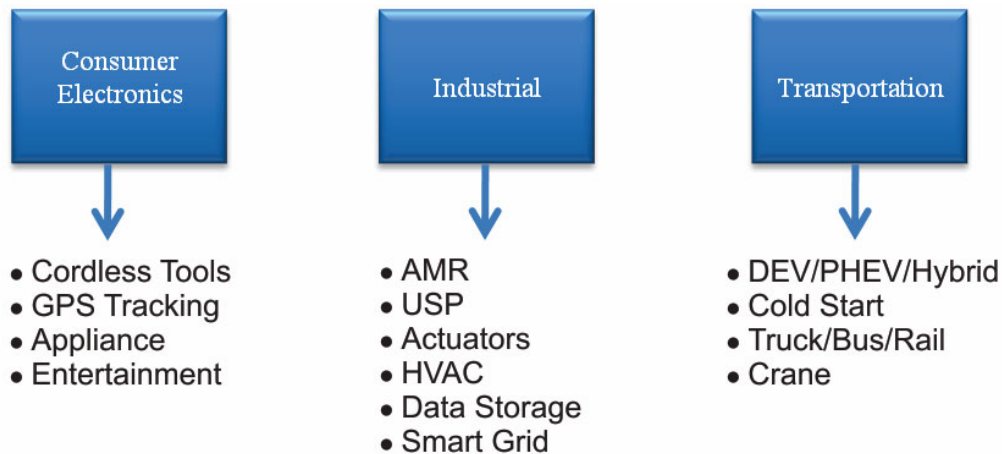 Consumer
Electronics
• Cordless Tools
• GPS Tracking
• Appliance
• Entertainment
Industrial
• AMR
• USP
• Actuators
• HVAC
• Data Storage
• Smart Grid
Transportation
• DEV/PHEV/Hybrid
• Cold Start
• Truck/Bus/Rail
• Crane